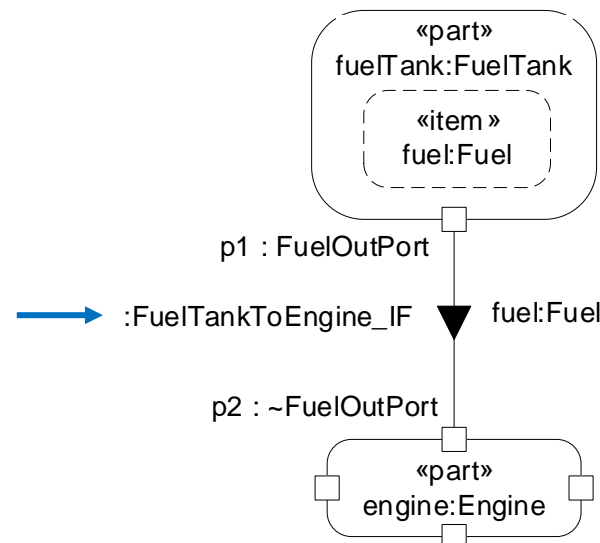 «part»
fuelTank:FuelTank
«item»
fuel:Fuel
p1 : FuelOutPort
:FuelTankToEngine_IF
fuel:Fuel
p2 : ~FuelOutPort
«part»
engine:Engine